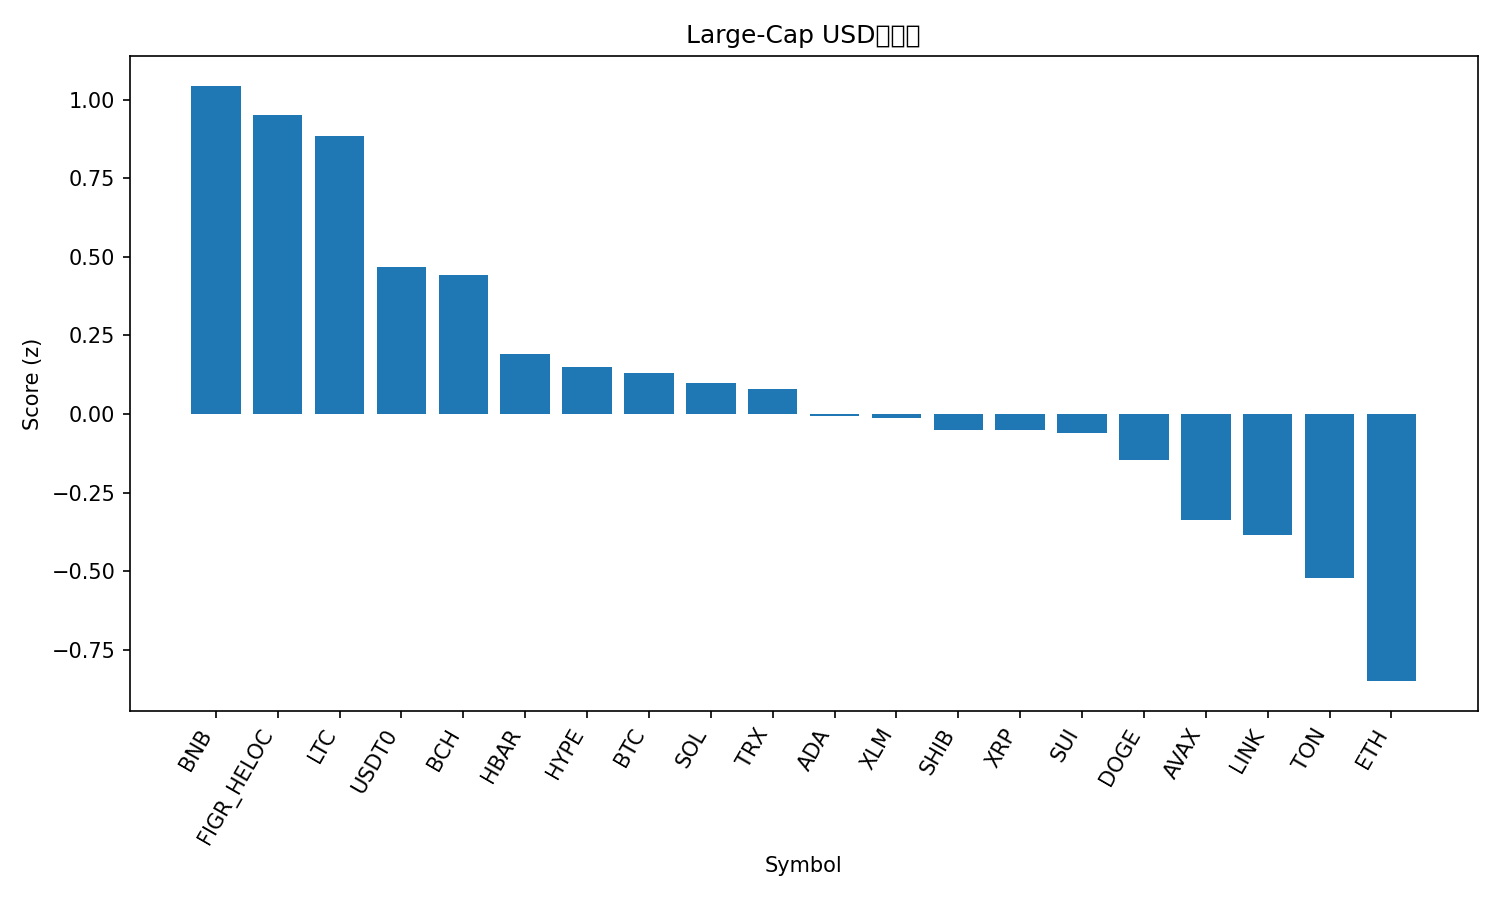 Large-Cap USD
1.00
0.75
0.50
0.25
0.00
−0.25
−0.50
−0.75
Score (z)
BNB
FIGR_HELOC
LTC
USDT0
BCH
HBAR
HYPE
BTC
SOL
TRX
ADA
XLM
SHIB
XRP
SUI
DOGE
AVAX
LINK
TON
ETH
Symbol